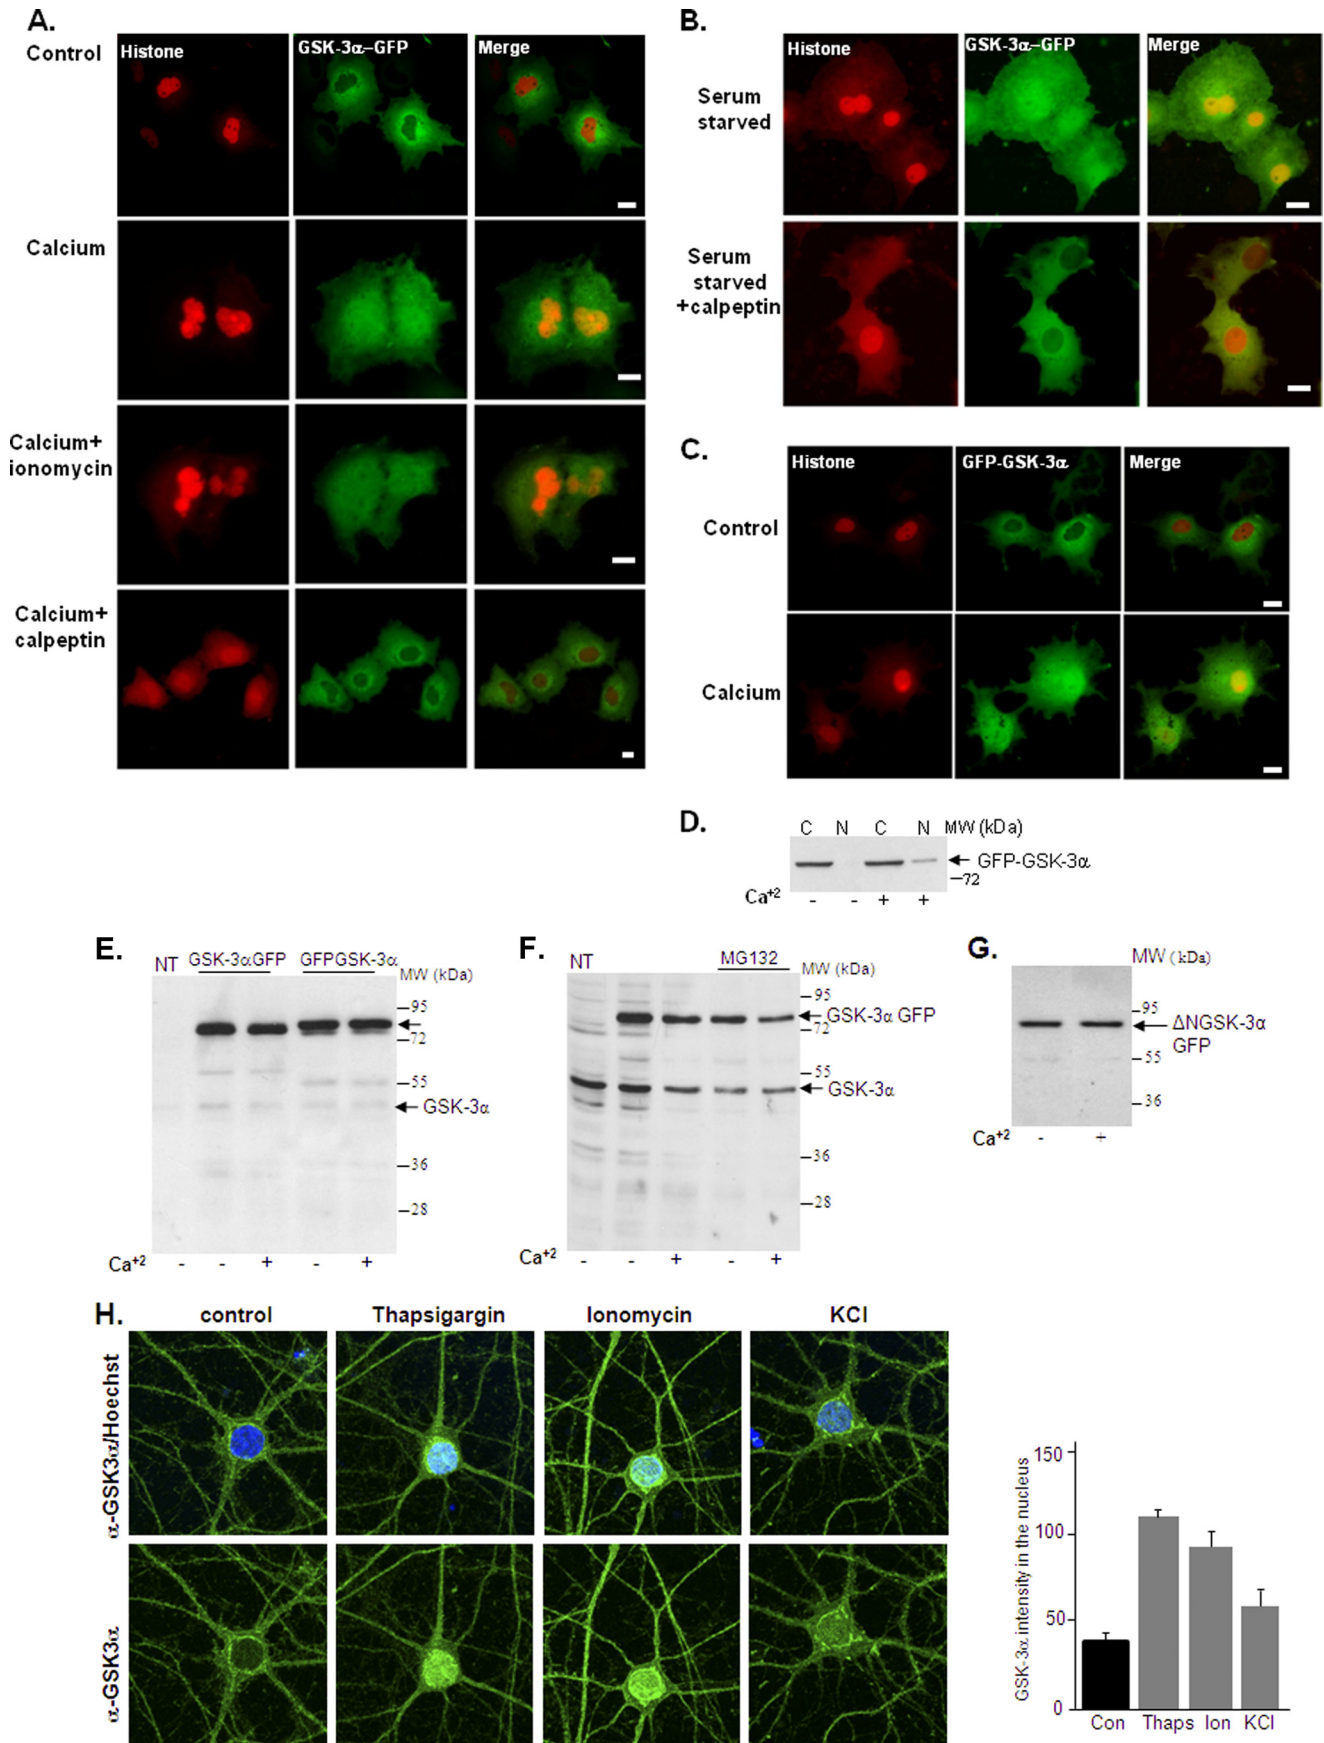 A.
Control
Histone
GSK-3α–GFP
Merge
Calcium
Calcium+
ionomycin
Calcium+
calpeptin
B.
Histone
GSK-3α–GFP
Merge
Serum
starved
Serum
starved
+calpeptin
C.
Histone
GFP-GSK-3α
Merge
Control
Calcium
D.
C N C N MW (kDa)
GFP-GSK-3α
–72
Ca+2 - - + +
E.
NT GSK-3αGFP GFPGSK-3α
MW (kDa)
–95
–72
–55
GSK-3α
–36
–28
Ca+2 - - + - +
F.
NT MG132
MW (kDa)
–95
GSK-3α GFP
–72
–55
GSK-3α
–36
–28
Ca+2 - - + - +
G.
MW (kDa)
–95
ΔNGSK-3α
GFP
–55
–36
Ca+2 - +
H.
control Thapsigargin Ionomycin KCl
α-GSK3α/Hoechst
α-GSK3α
GSK-3α intensity in the nucleus
150
100
50
0
Con Thaps Ion KCl